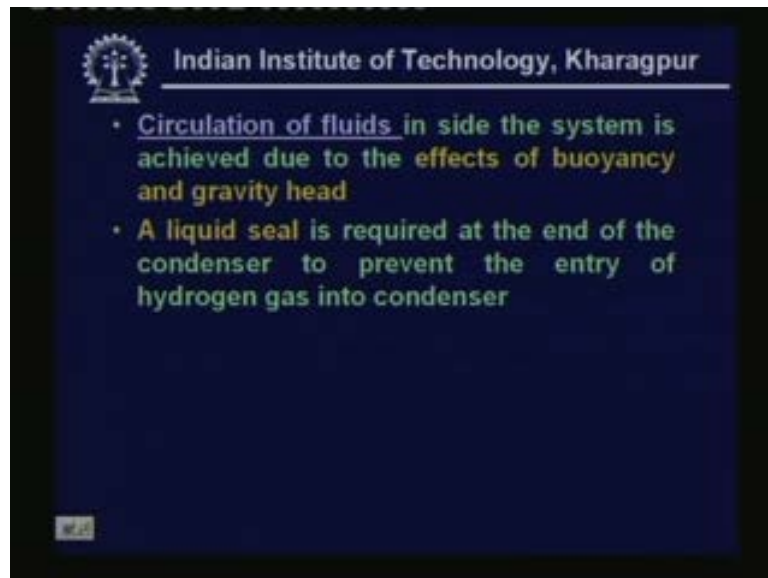 Indian Institute of Technology, Kharagpur
• Circulation of fluids in side the system is
achieved due to the effects of buoyancy
and gravity head
• A liquid seal is required at the end of the
condenser to prevent the entry of
hydrogen gas into condenser